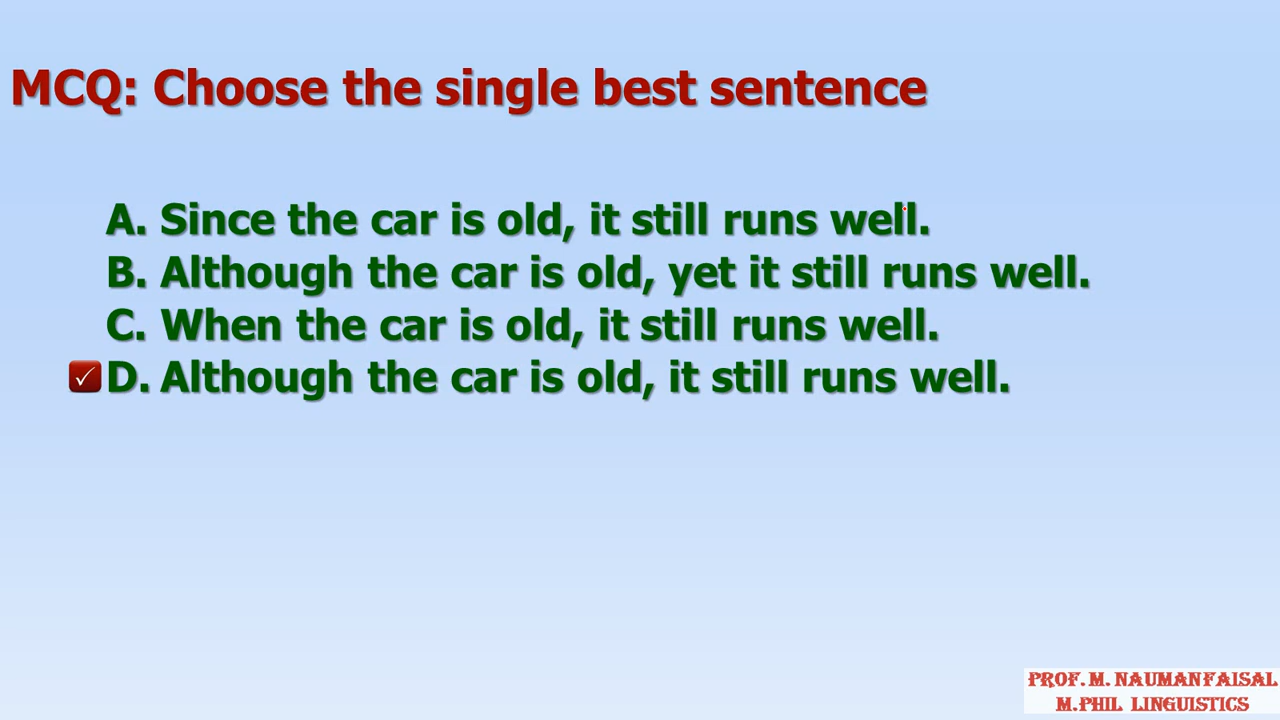 MCQ: Choose the single best sentence
A. Since the car is old, it still runs well.
B. Although the car is old, yet it still runs well.
C. When the car is old, it still runs well.
D. Although the car is old, it still runs well.
PROF. M. NAUMAN FAISAL
M.PHIL LINGUISTICS